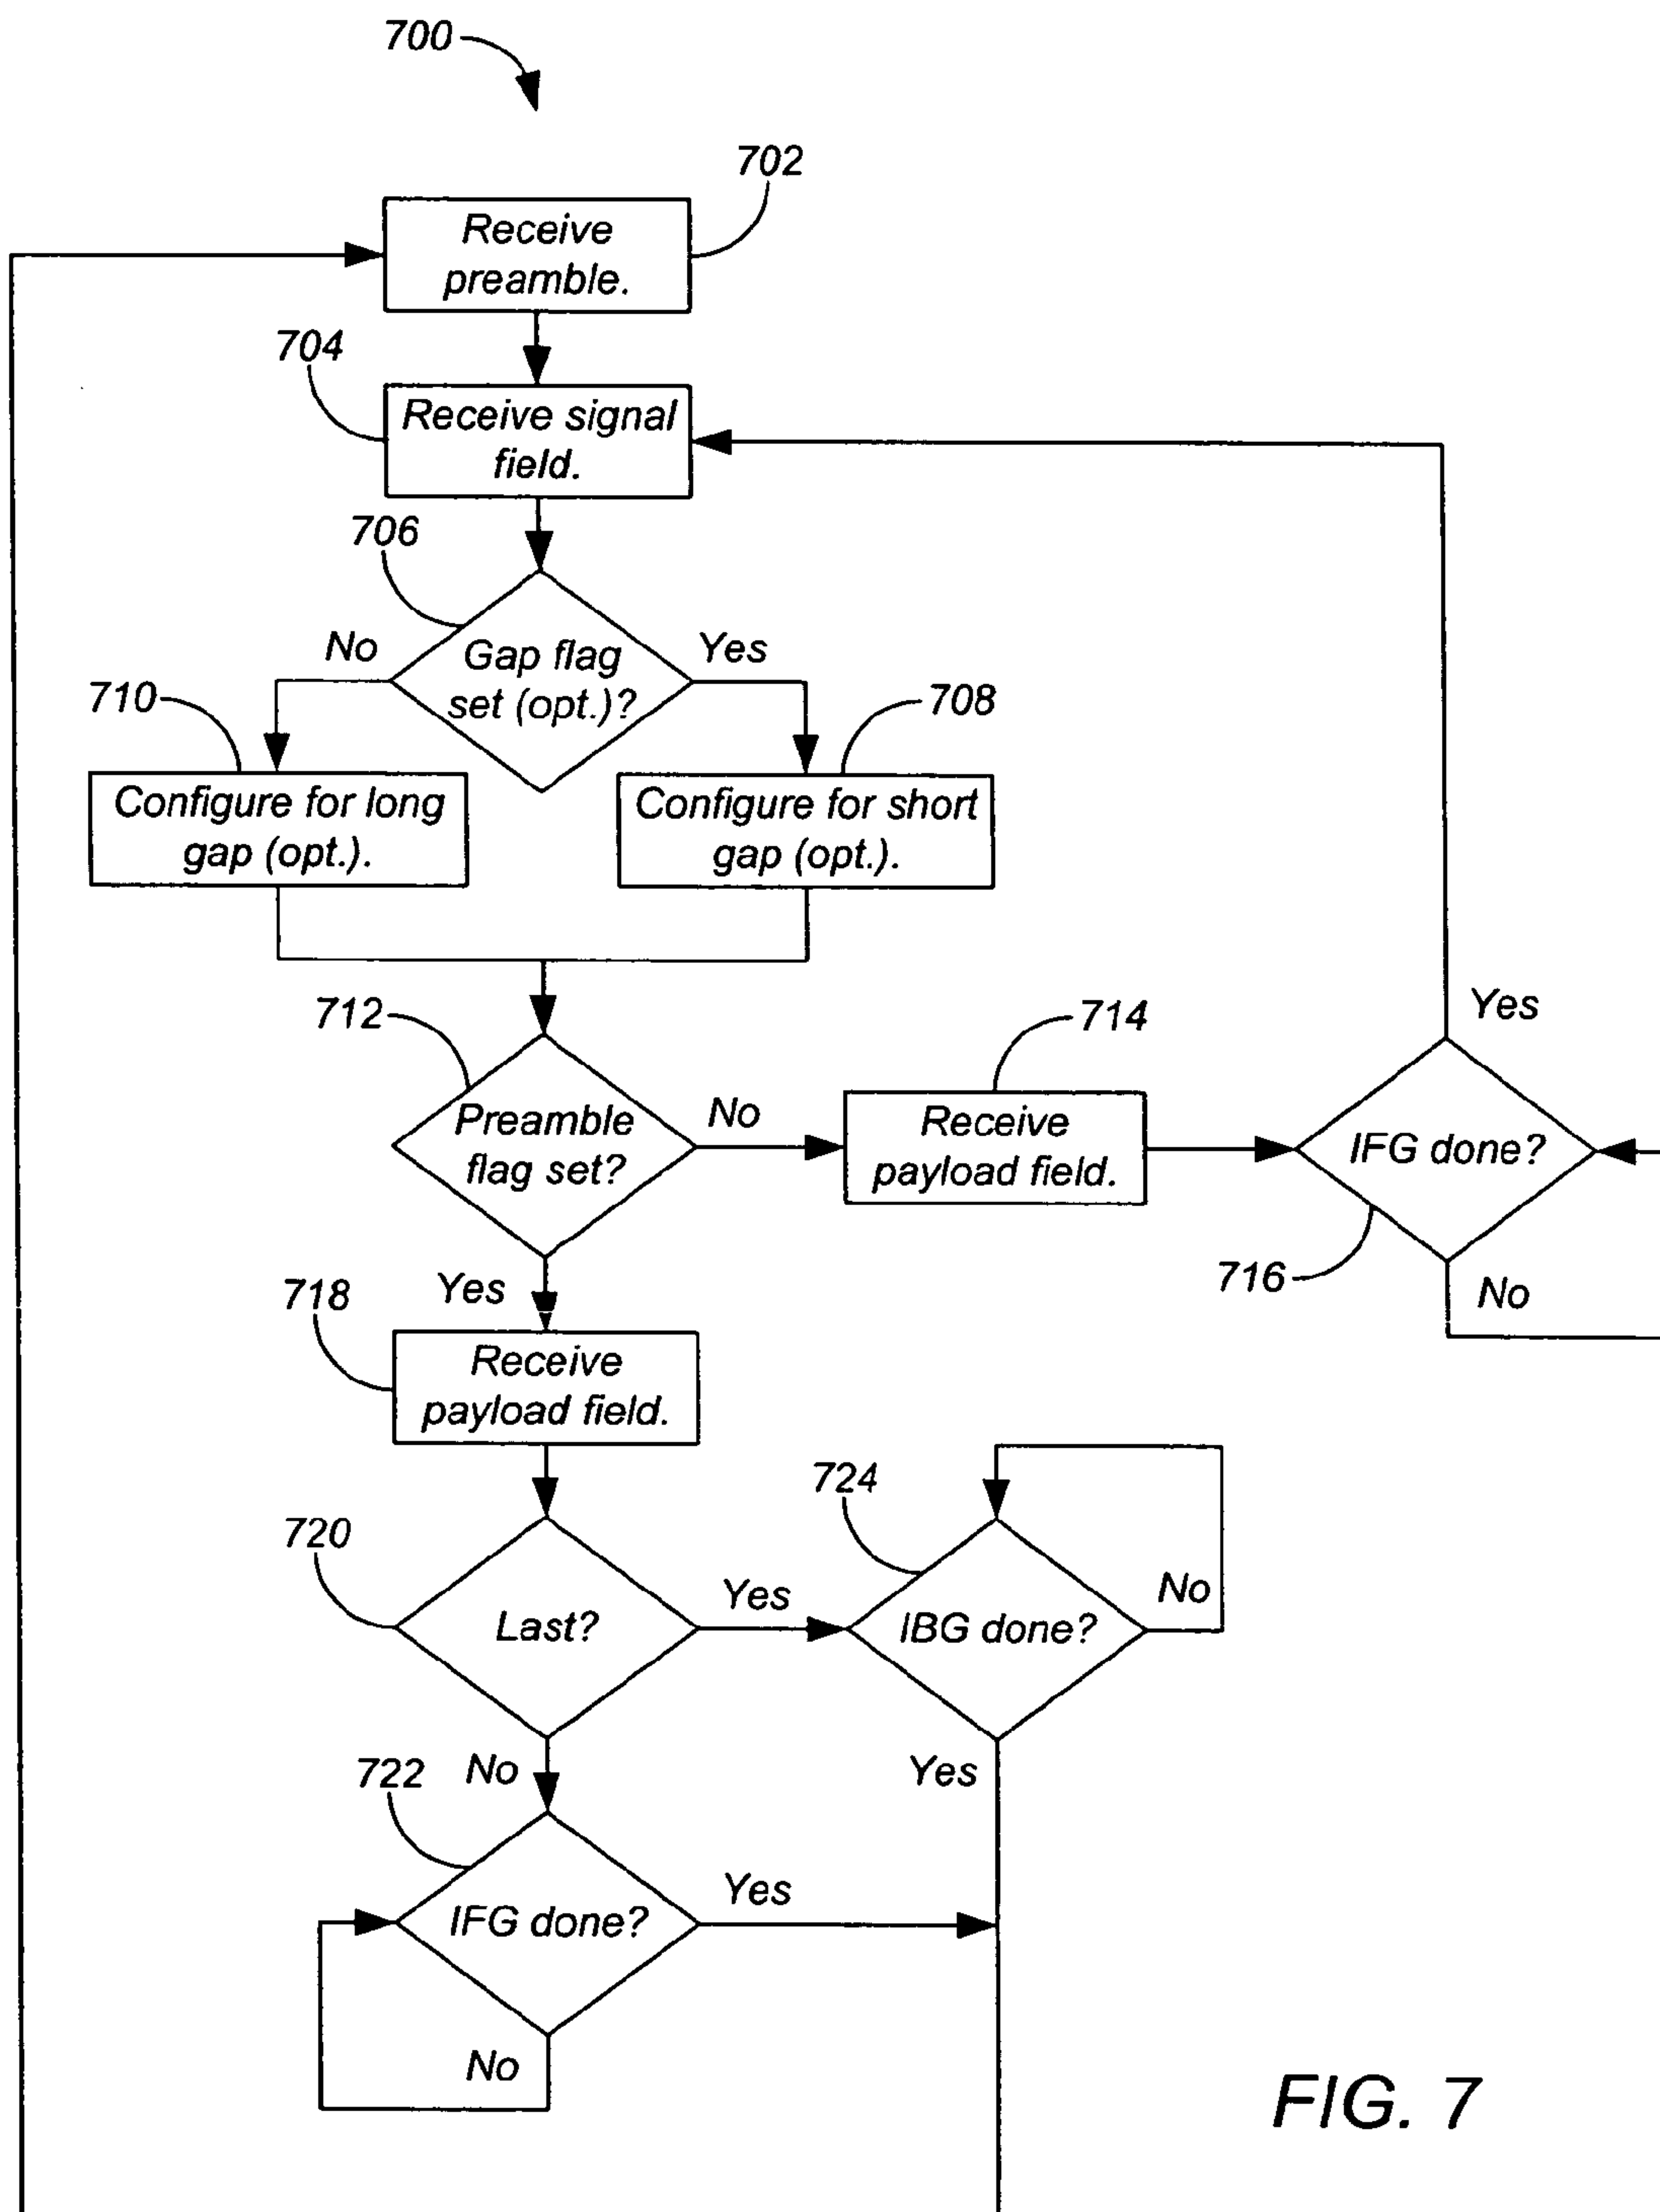 700
702
Receive
preamble.
704
Receive signal
field.
706
No
Gap flag
set (opt.)?
Yes
710
708
Configure for long
gap (opt.).
Configure for short
gap (opt.).
712
714
Yes
Preamble
flag set?
No
Receive
payload field.
IFG done?
716
No
718
Yes
Receive
payload field.
724
720
Last?
Yes
IBG done?
No
722
No
Yes
IFG done?
Yes
No
FIG. 7